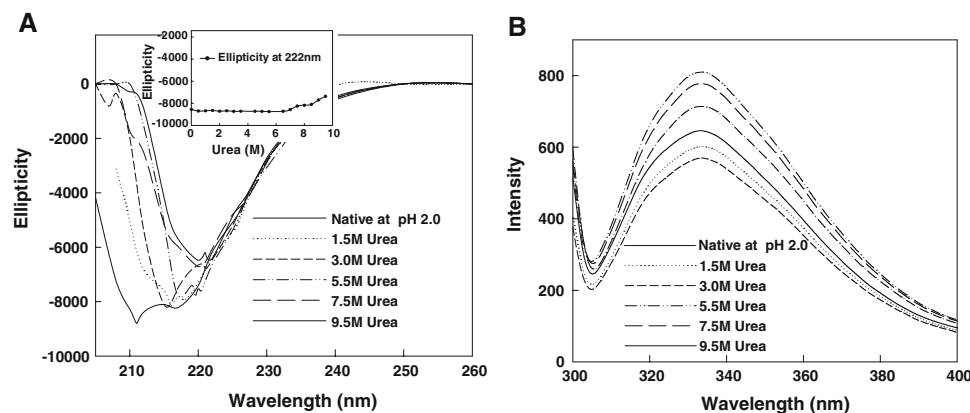 A
Ellipticity
0
-2000
-4000
-6000
-8000
-10000
210 220 230 240 250 260
Wavelength (nm)
Ellipticity
-2000
-4000
-6000
-8000
-10000
0 2 4 6 8 10
Urea (M)
Ellipticity at 222nm
Native at pH 2.0
1.5M Urea
3.0M Urea
5.5M Urea
7.5M Urea
9.5M Urea
B
Intensity
800
600
400
200
0
300 320 340 360 380 400
Wavelength (nm)
Native at pH 2.0
1.5M Urea
3.0M Urea
5.5M Urea
7.5M Urea
9.5M Urea